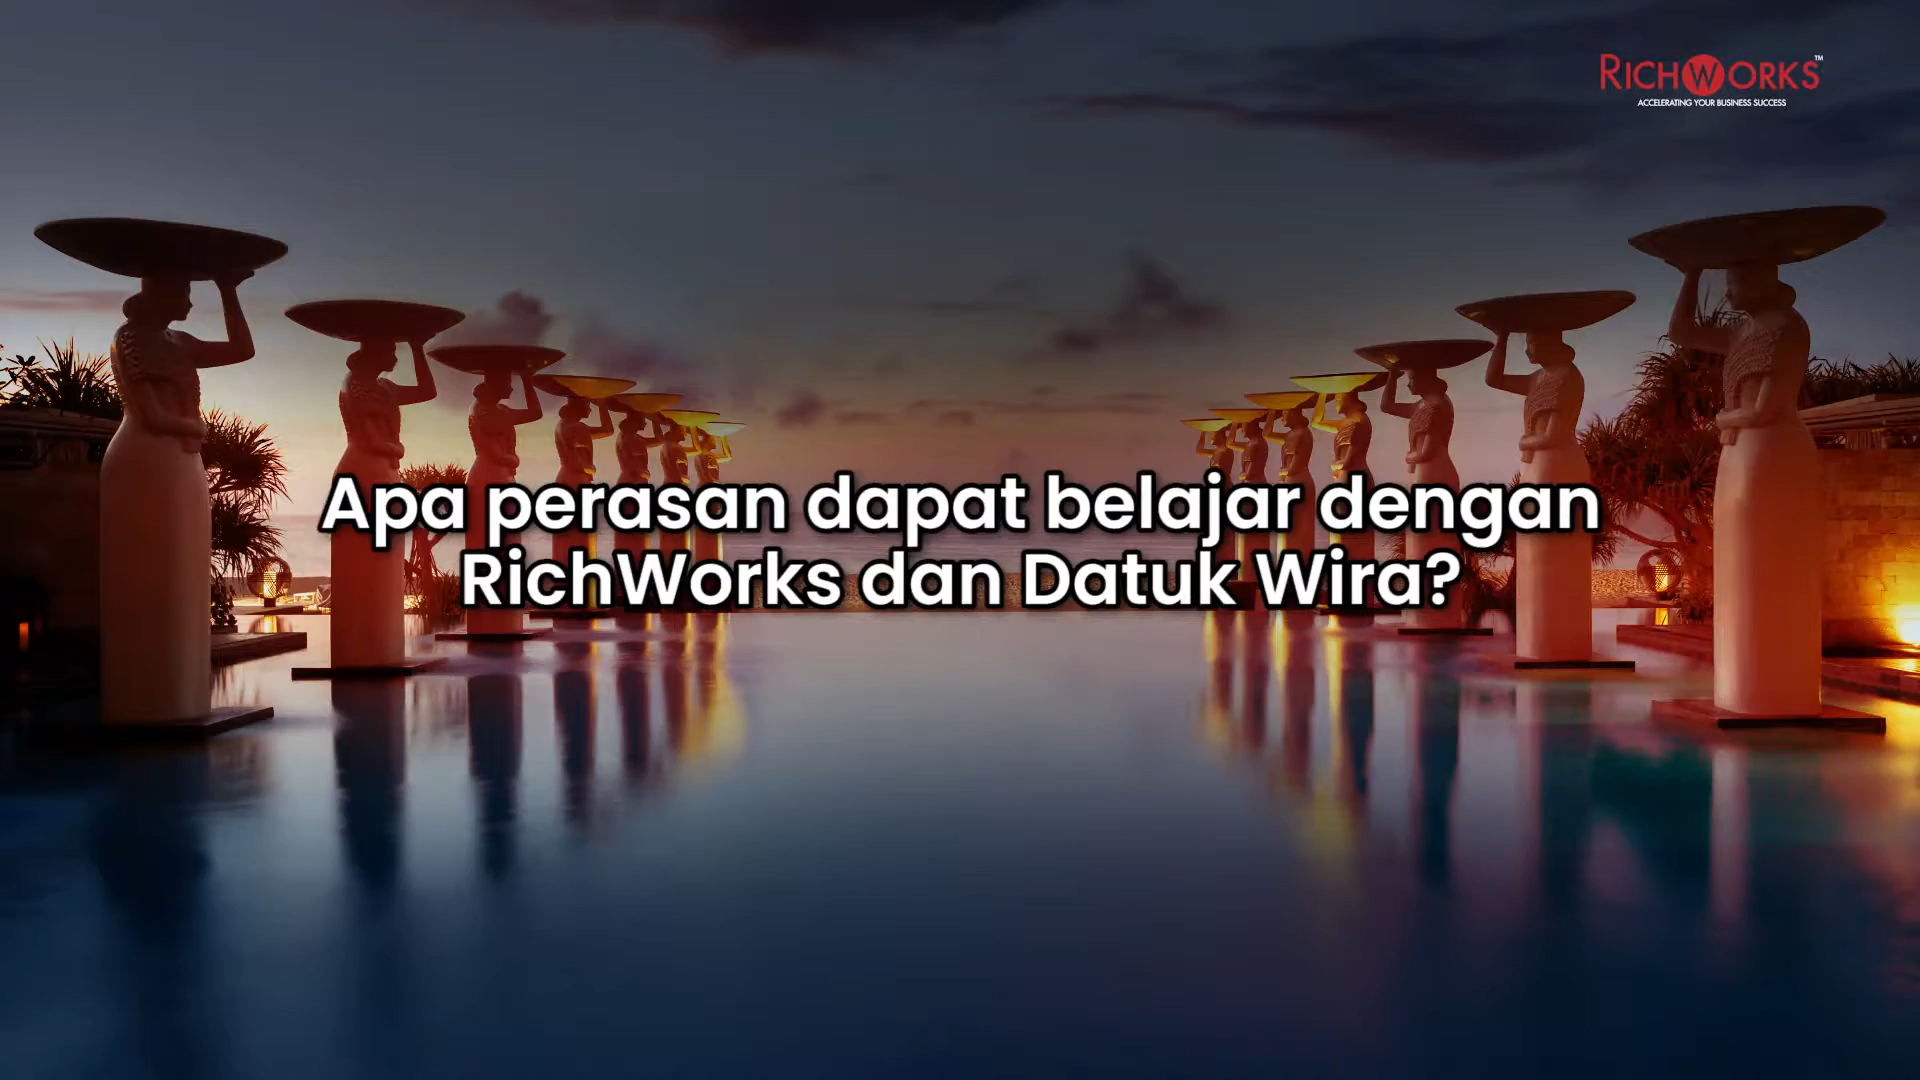 RICHWORKS™
ACCELERATING YOUR BUSINESS SUCCESS
Apa perasan dapat belajar dengan
RichWorks dan Datuk Wira?